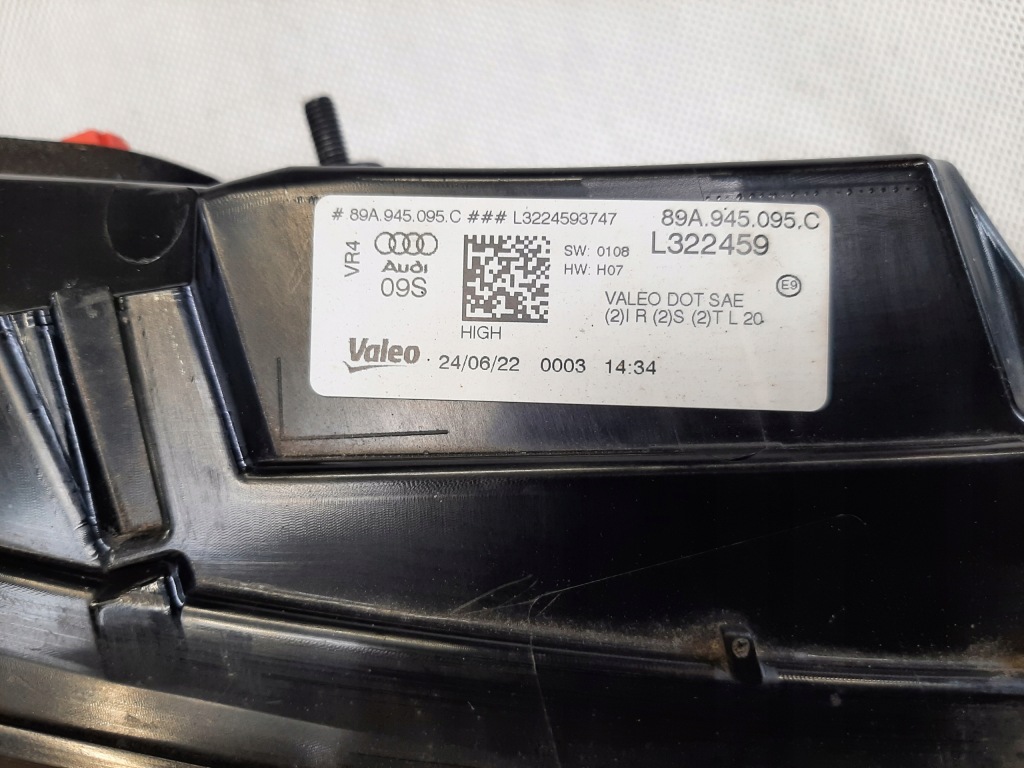 # 89A.945.095.C ### L3224593747
89A.945.095.C
L322459
VR4
Audi
09S
SW: 0108
HW: H07
E9
VALEO DOT SAE
(2)I R (2)S (2)T L 20
HIGH
Valeo
24/06/22 0003 14:34